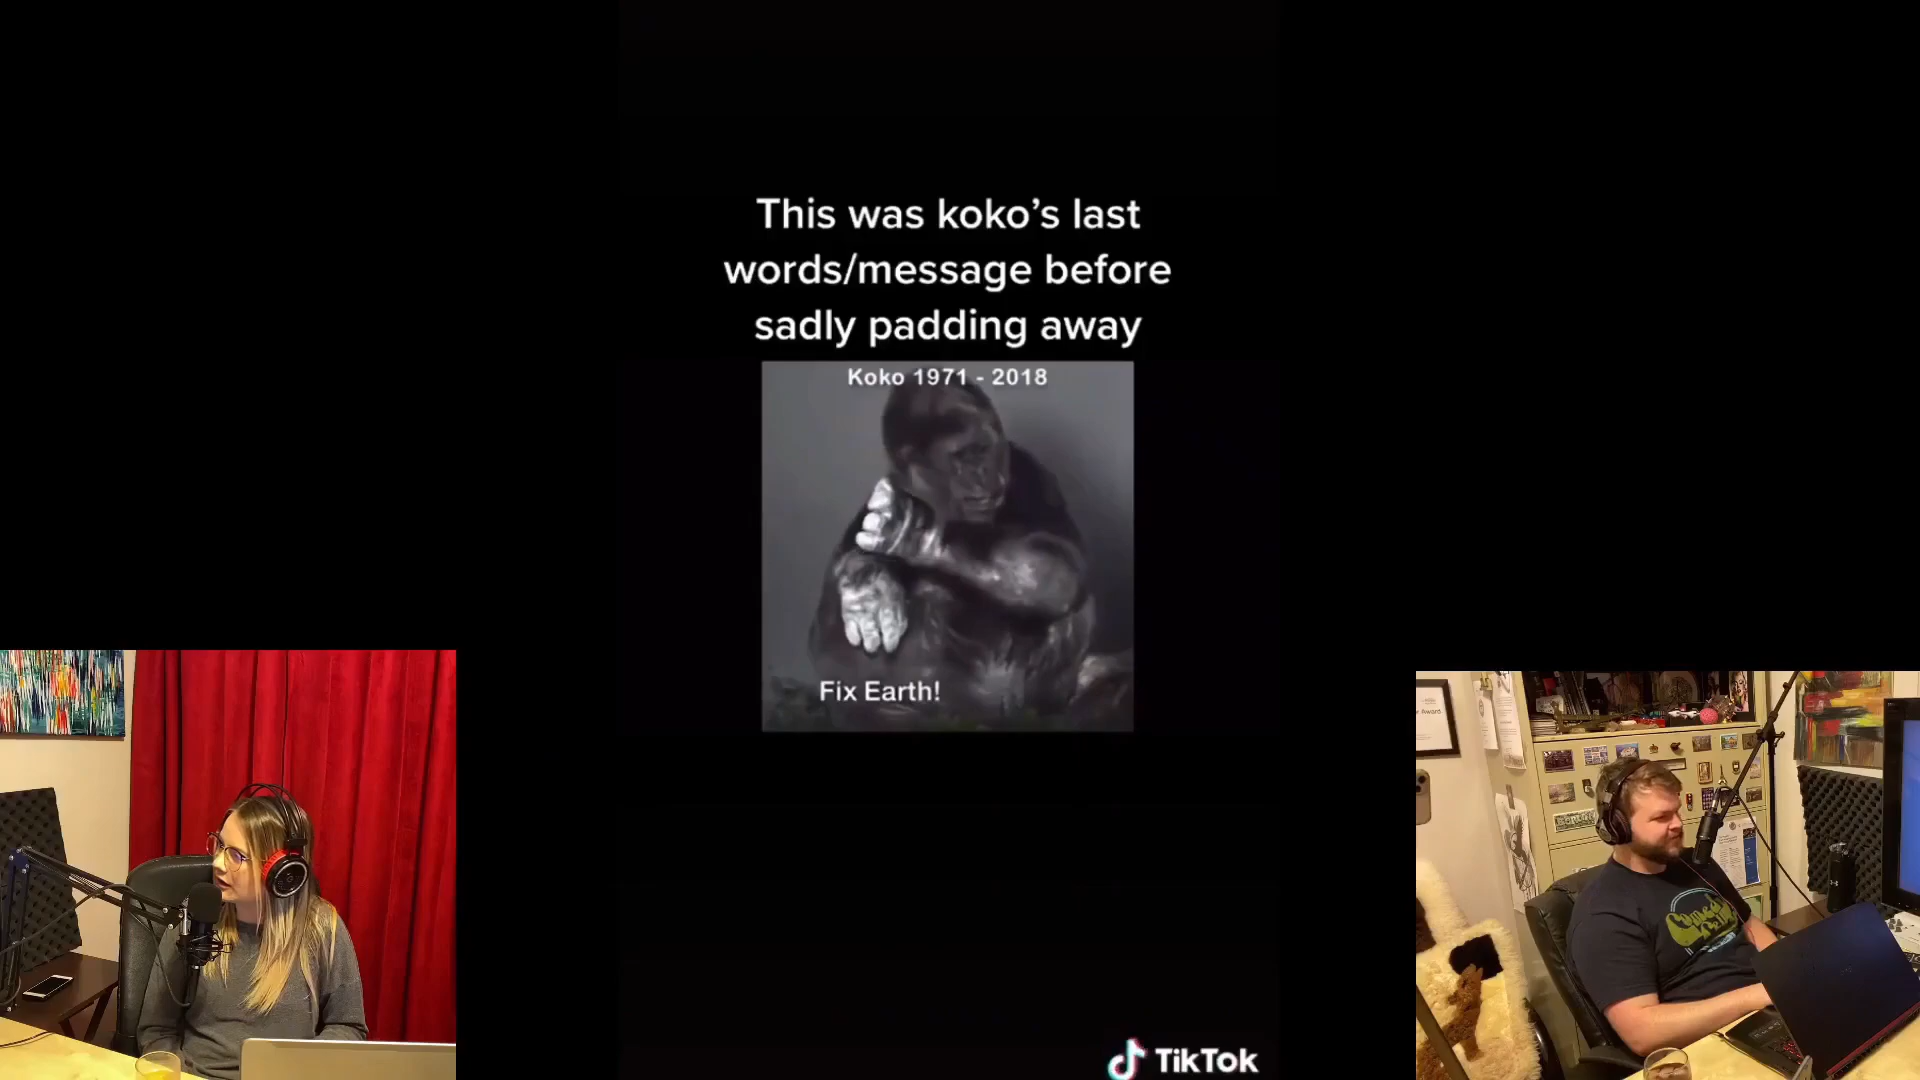 This was koko’s last
words/message before
sadly padding away
Koko 1971 - 2018
Fix Earth!
TikTok